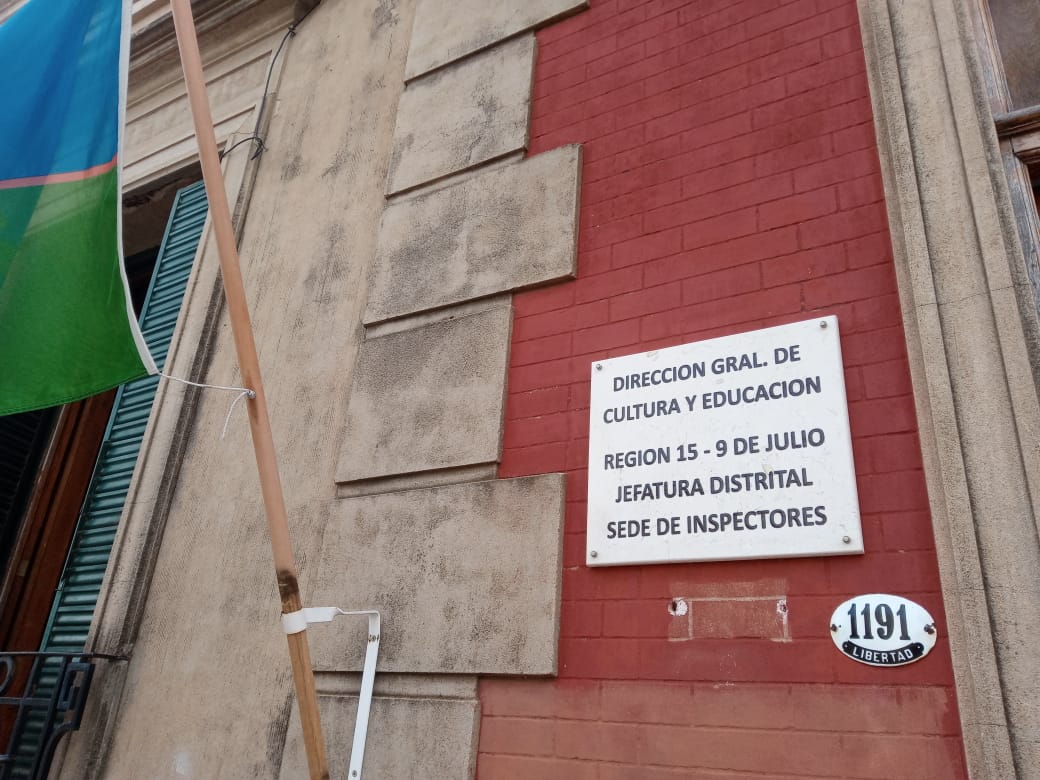 DIRECCION GRAL. DE
CULTURA Y EDUCACION
REGION 15 - 9 DE JULIO
JEFATURA DISTRITAL
SEDE DE INSPECTORES
1191
LIBERTAD